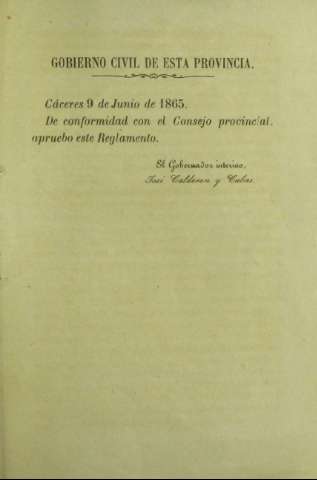 GOBIERNO CIVIL DE ESTA PROVINCIA.
Cáceres 9 de Junio de 1865.
De conformidad con el Consejo provincial.
apruebo este Reglamento.
El Gobernador interino,
José Calderon y Cubas.